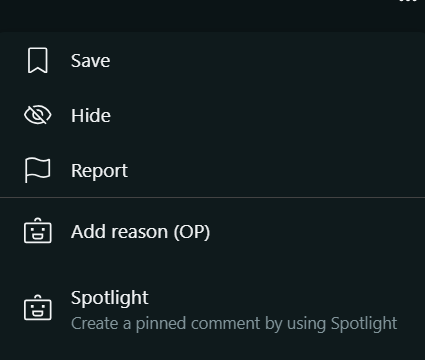 Save
Hide
Report
Add reason (OP)
Spotlight
Create a pinned comment by using Spotlight